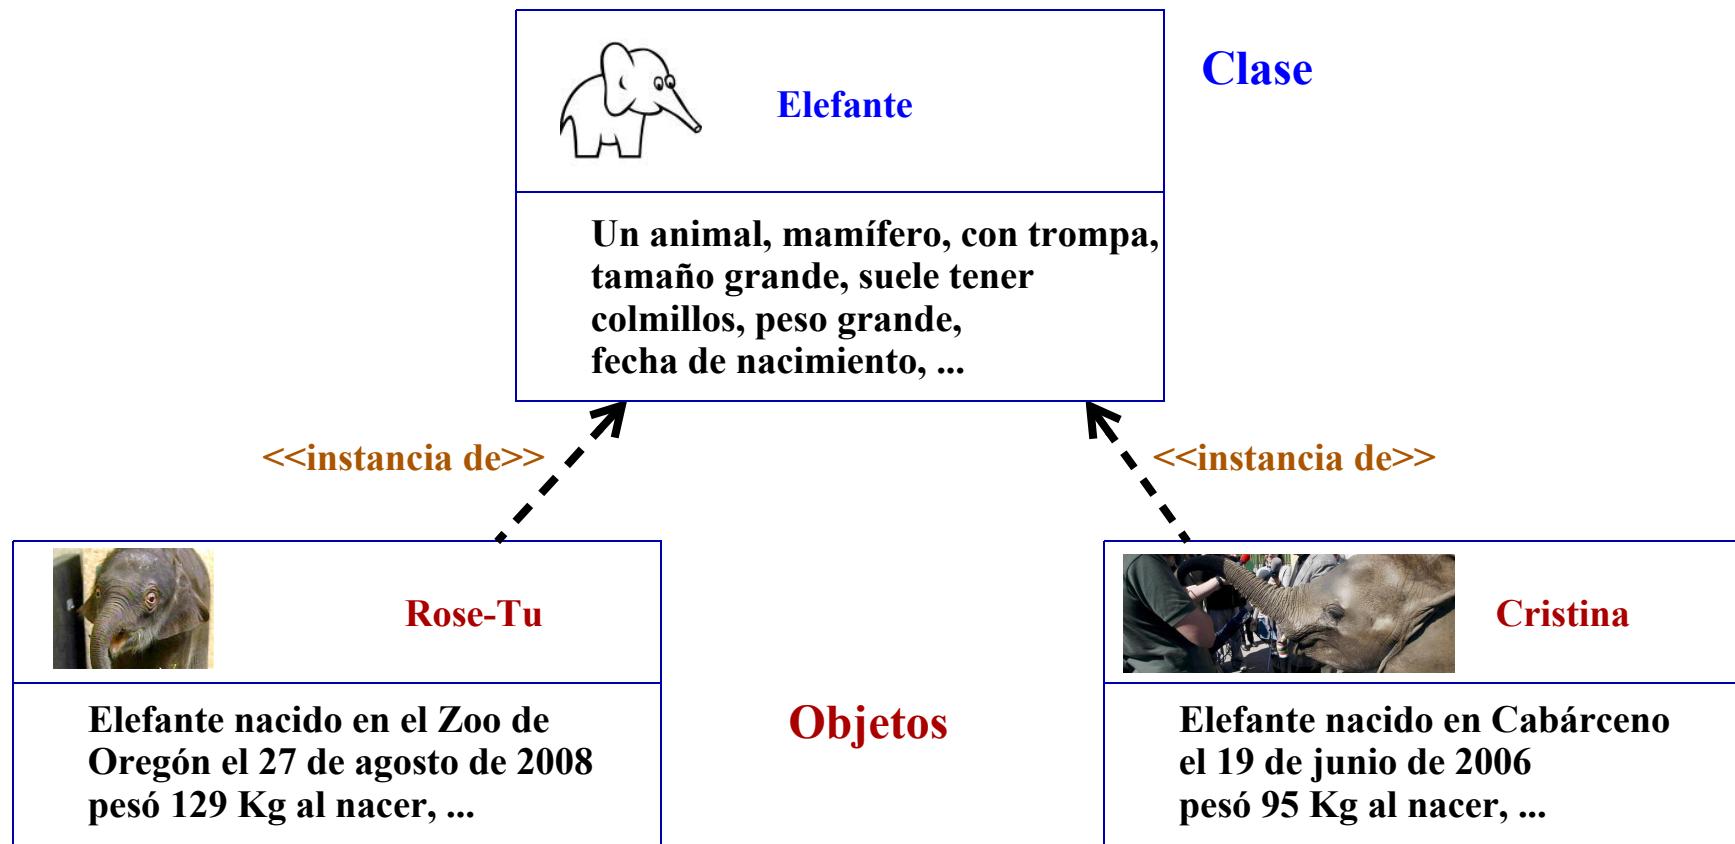 Clase
Elefante
Un animal, mamífero, con trompa,
tamaño grande, suele tener
colmillos, peso grande,
fecha de nacimiento, ...
<<instancia de>>
<<instancia de>>
Rose-Tu
Elefante nacido en el Zoo de
Oregón el 27 de agosto de 2008
pesó 129 Kg al nacer, ...
Objetos
Cristina
Elefante nacido en Cabárceno
el 19 de junio de 2006
pesó 95 Kg al nacer, ...